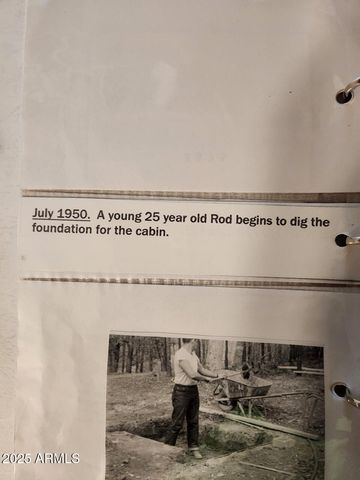 July 1950. A young 25 year old Rod begins to dig the
foundation for the cabin.
2025 ARMLS